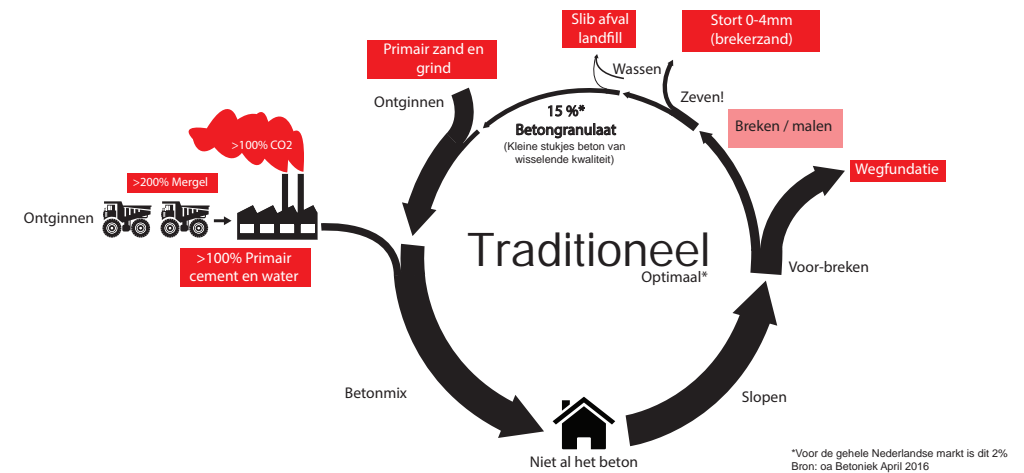 Slib afval
landfill
Stort 0-4mm
(brekerzand)
Primair zand en
grind
Wassen
Ontginnen
Zeven!
15 %*
Betongranulaat
(Kleine stukjes beton van
wisselende kwaliteit)
Breken / malen
>100% CO2
Wegfundatie
>200% Mergel
Ontginnen
>100% Primair
cement en water
Traditioneel
Optimaal*
Voor-breken
Betonmix
Slopen
Niet al het beton
*Voor de gehele Nederlandse markt is dit 2%
Bron: oa Betoniek April 2016